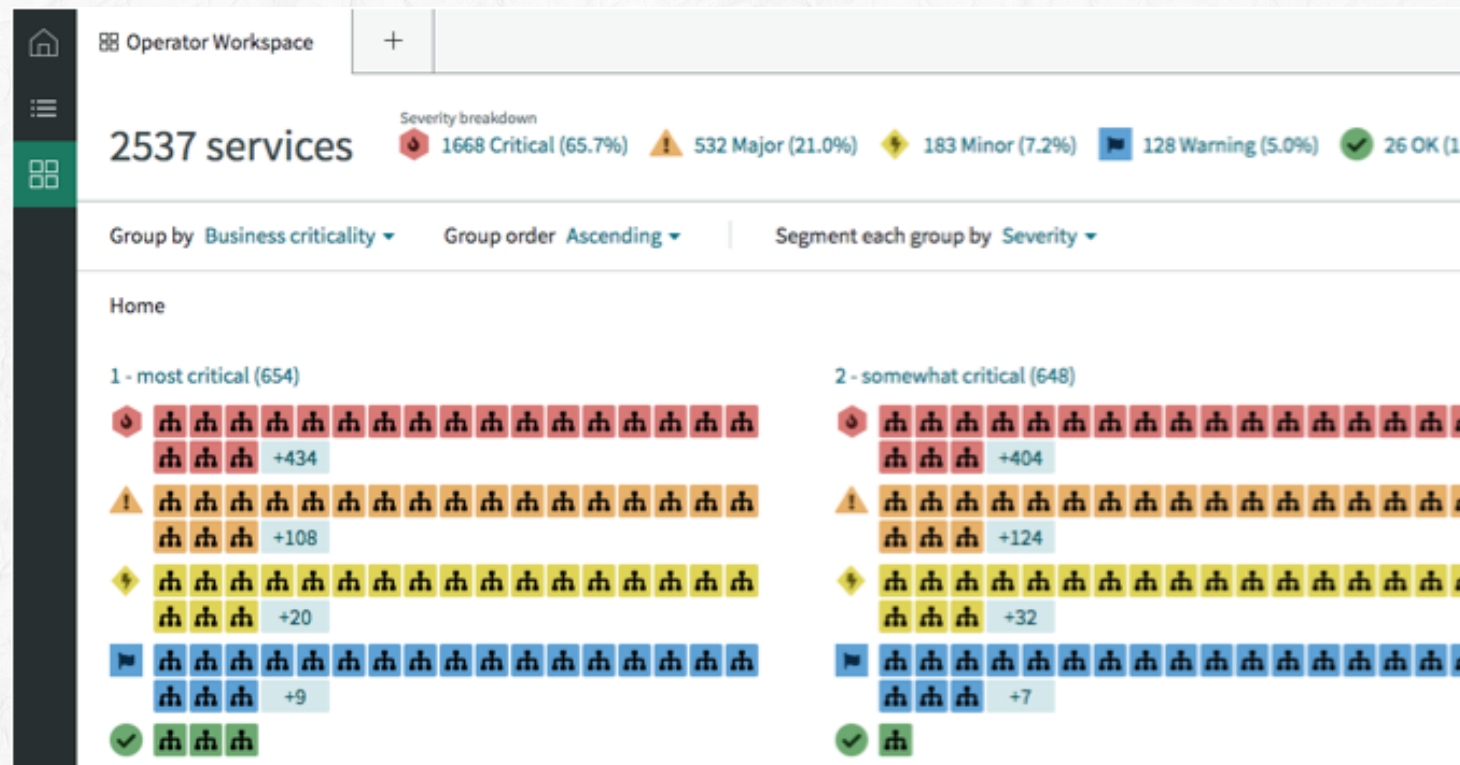 Operator Workspace
+
Severity breakdown
2537 services
1668 Critical (65.7%) 532 Major (21.0%) 183 Minor (7.2%) 128 Warning (5.0%) 26 OK (1
Group by Business criticality Group order Ascending Segment each group by Severity
Home
1 - most critical (654) 2 - somewhat critical (648)
+434 +404
+108 +124
+20 +32
+9 +7